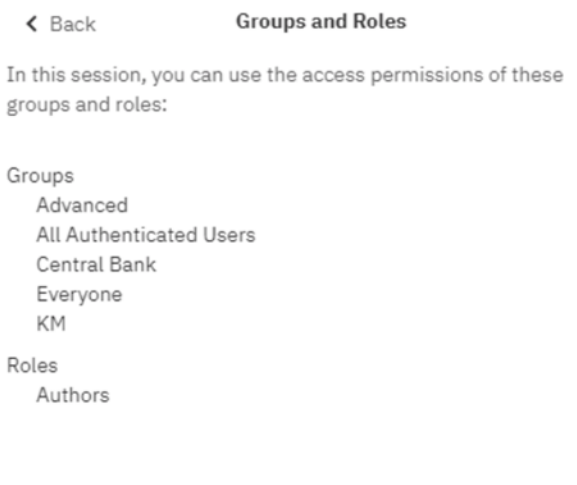 Back
Groups and Roles
In this session, you can use the access permissions of these
groups and roles:
Groups
Advanced
All Authenticated Users
Central Bank
Everyone
KM
Roles
Authors